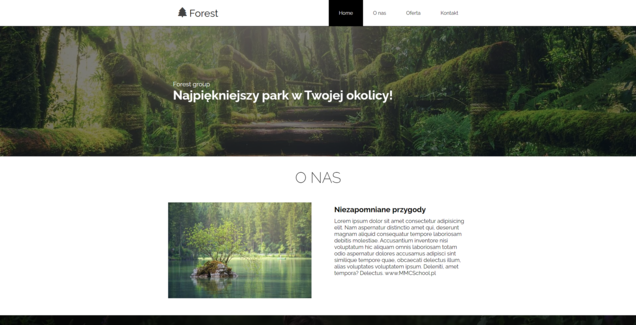 Forest
Home O nas Oferta Kontakt
Forest group
Najpiękniejszy park w Twojej okolicy!
O NAS
Niezapomniane przygody
Lorem ipsum dolor sit amet consectetur adipisicing
elit. Nam aspernatur distinctio amet qui, deserunt
magnam aliquid consequatur tempore laboriosam
debitis molestiae. Accusantium inventore nisi
voluptatum hic aliquam omnis laboriosam totam
odio aspernatur dolores accusamus adipisci sint
similique tempore quae, obcaecati delectus illum,
alias voluptates voluptatem ipsum. Deleniti, amet
tempora? Delectus. www.MMCSchool.pl